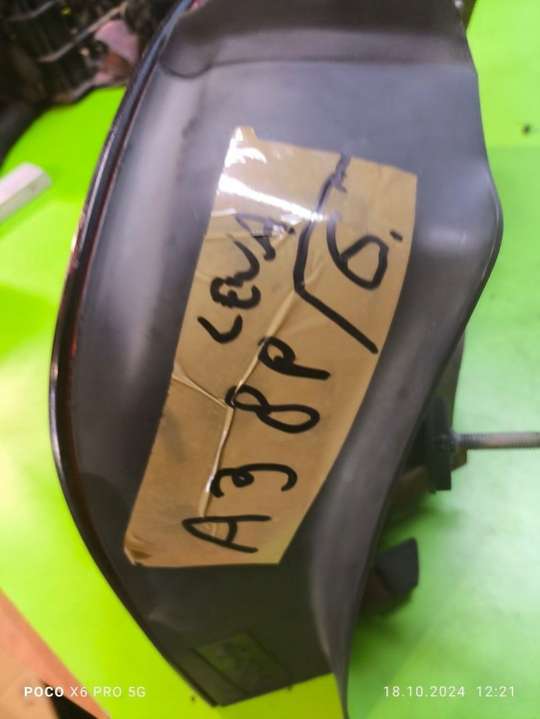 LEVA
A3 8P/
POCO X6 PRO 5G
18.10.2024 12:21